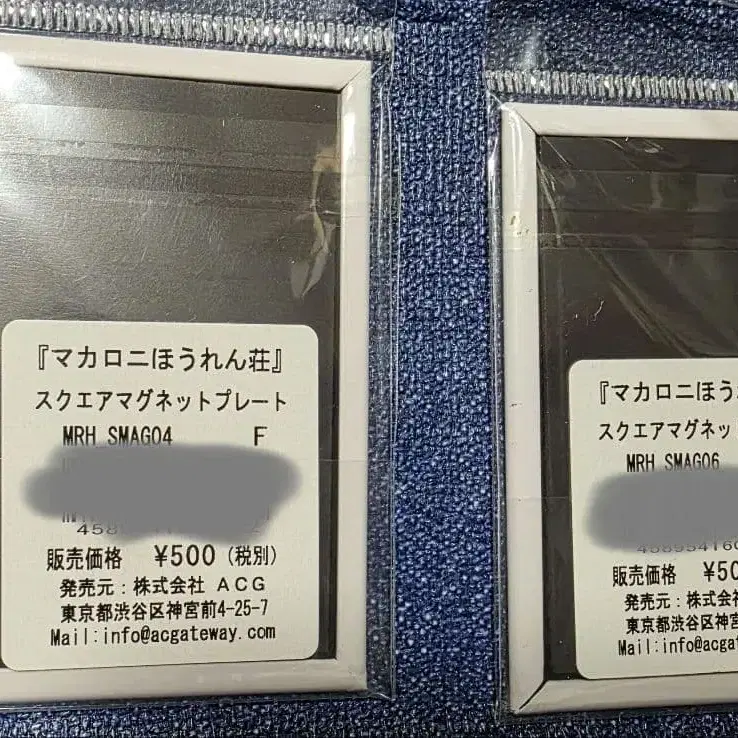 『マカロニほうれん荘』
スクエアマグネットプレート
MRH SMAG04 F
販売価格 ¥500 (税別)
発売元:株式会社 ACG
東京都渋谷区神宮前4-25-7
Mail:info@acgateway.com
『マカロニほう
スクエアマグネッ
MRH SMAG06
販売価格 ¥50
発売元:株式会
東京都渋谷区神宮
Mail:info@acga